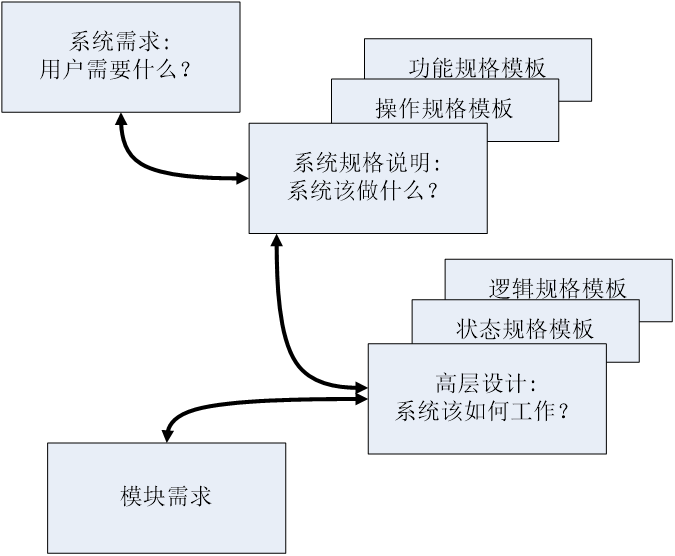 系统需求:
用户需要什么?
功能规格模板
操作规格模板
系统规格说明:
系统该做什么?
逻辑规格模板
状态规格模板
高层设计:
系统该如何工作?
模块需求